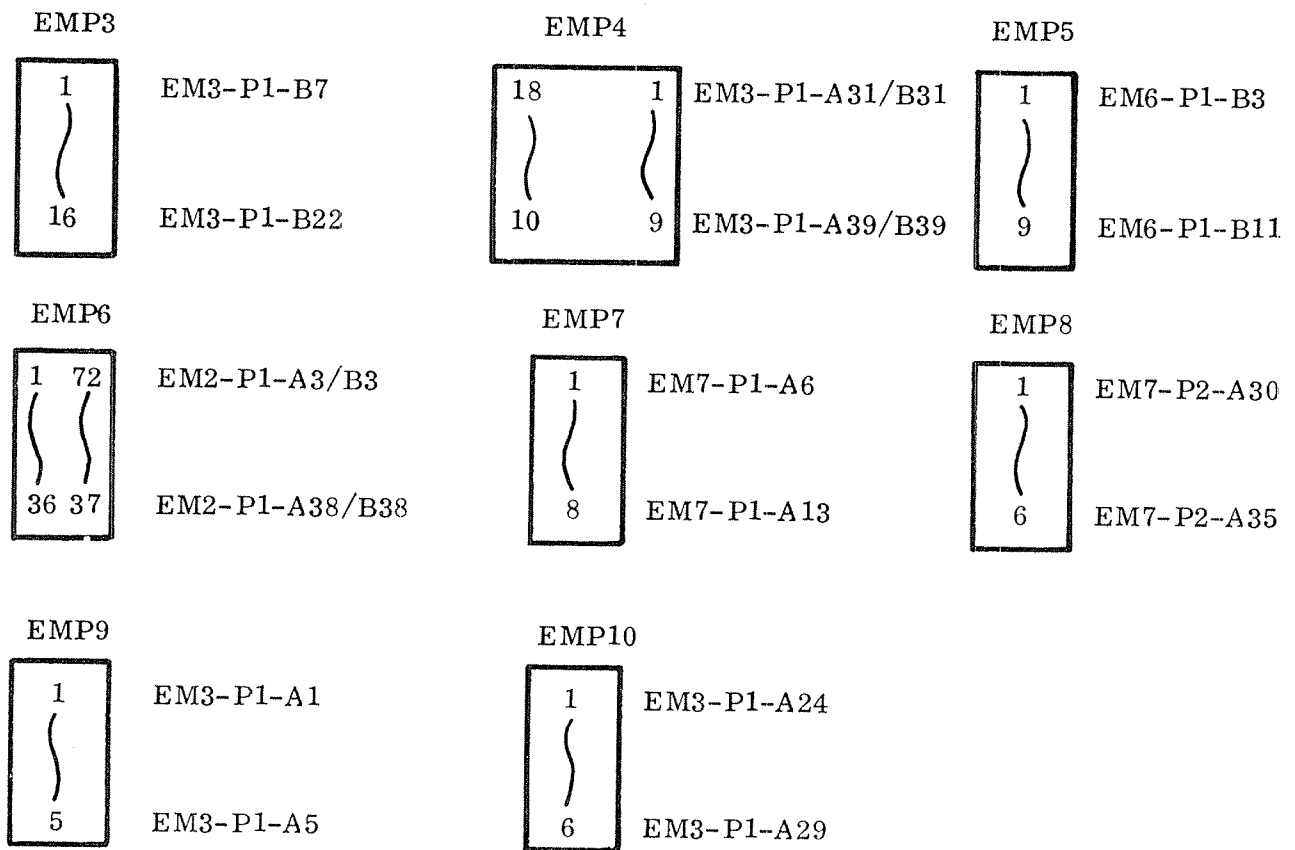 EMP3
1 EM3-P1-B7
16 EM3-P1-B22
EMP4
18 1 EM3-P1-A31/B31
10 9 EM3-P1-A39/B39
EMP5
1 EM6-P1-B3
9 EM6-P1-B11
EMP6
1 72 EM2-P1-A3/B3
36 37 EM2-P1-A38/B38
EMP7
1 EM7-P1-A6
8 EM7-P1-A13
EMP8
1 EM7-P2-A30
6 EM7-P2-A35
EMP9
1 EM3-P1-A1
5 EM3-P1-A5
EMP10
1 EM3-P1-A24
6 EM3-P1-A29